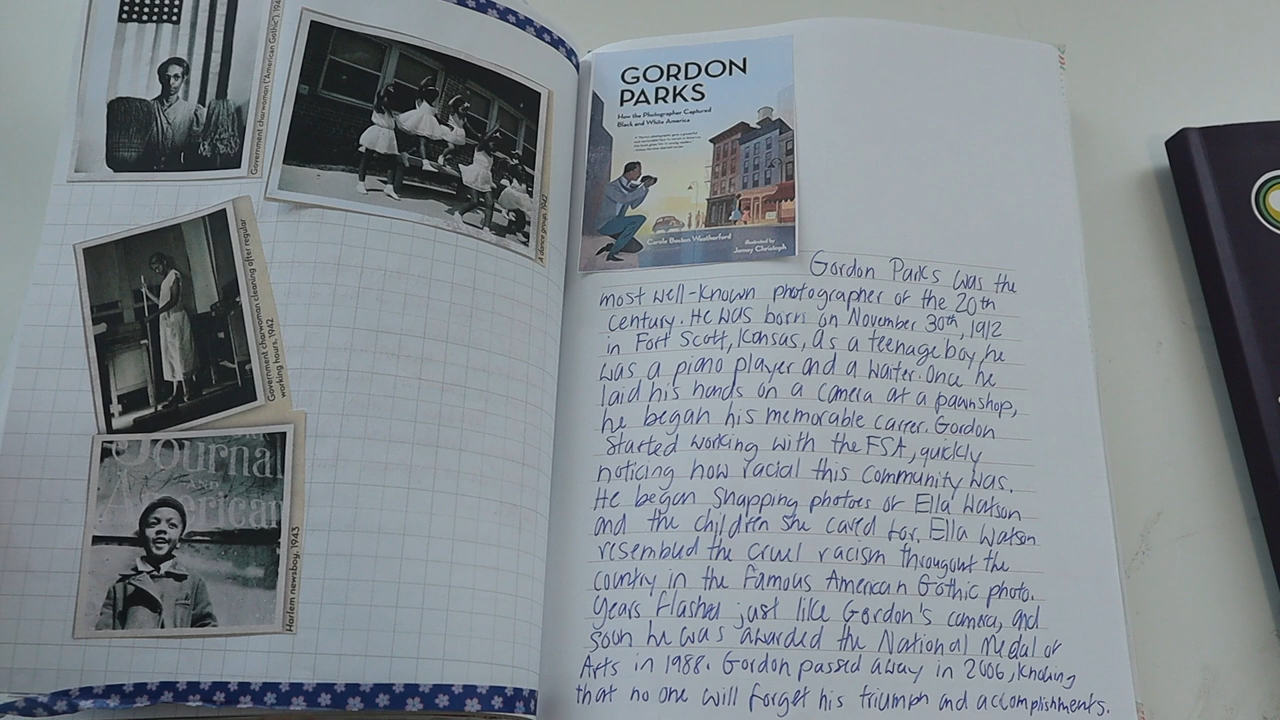 Government charwoman ("American Gothic"), 194
A dance group, 1942
Government charwoman cleaning after regular
working hours, 1942
Journal
AND
American
Harlem newsboy, 1943
GORDON
PARKS
How the Photographer Captured
Black and White America
Carole Boston Weatherford
illustrated by
Jamey Christoph
Gordon Parks was the
most well-known photographer of the 20th
century. He was born on November 30th, 1912
in Fort Scott, Kansas, as a teenage boy, he
was a piano player and a waiter. Once he
laid his hands on a camera at a pawnshop,
he began his memorable career. Gordon
started working with the FSA, quickly
noticing how racial this community was.
He began snapping photoes of Ella Watson
and the children she cared for. Ella Watson
resembled the cruel racism througout the
country in the famous American Gothic photo.
Years flashed just like Gordon's camera, and
soon he was awarded the National Medal of
Arts in 1988. Gordon passed away in 2006, knowing
that no one will forget his triumph and accomplishments.